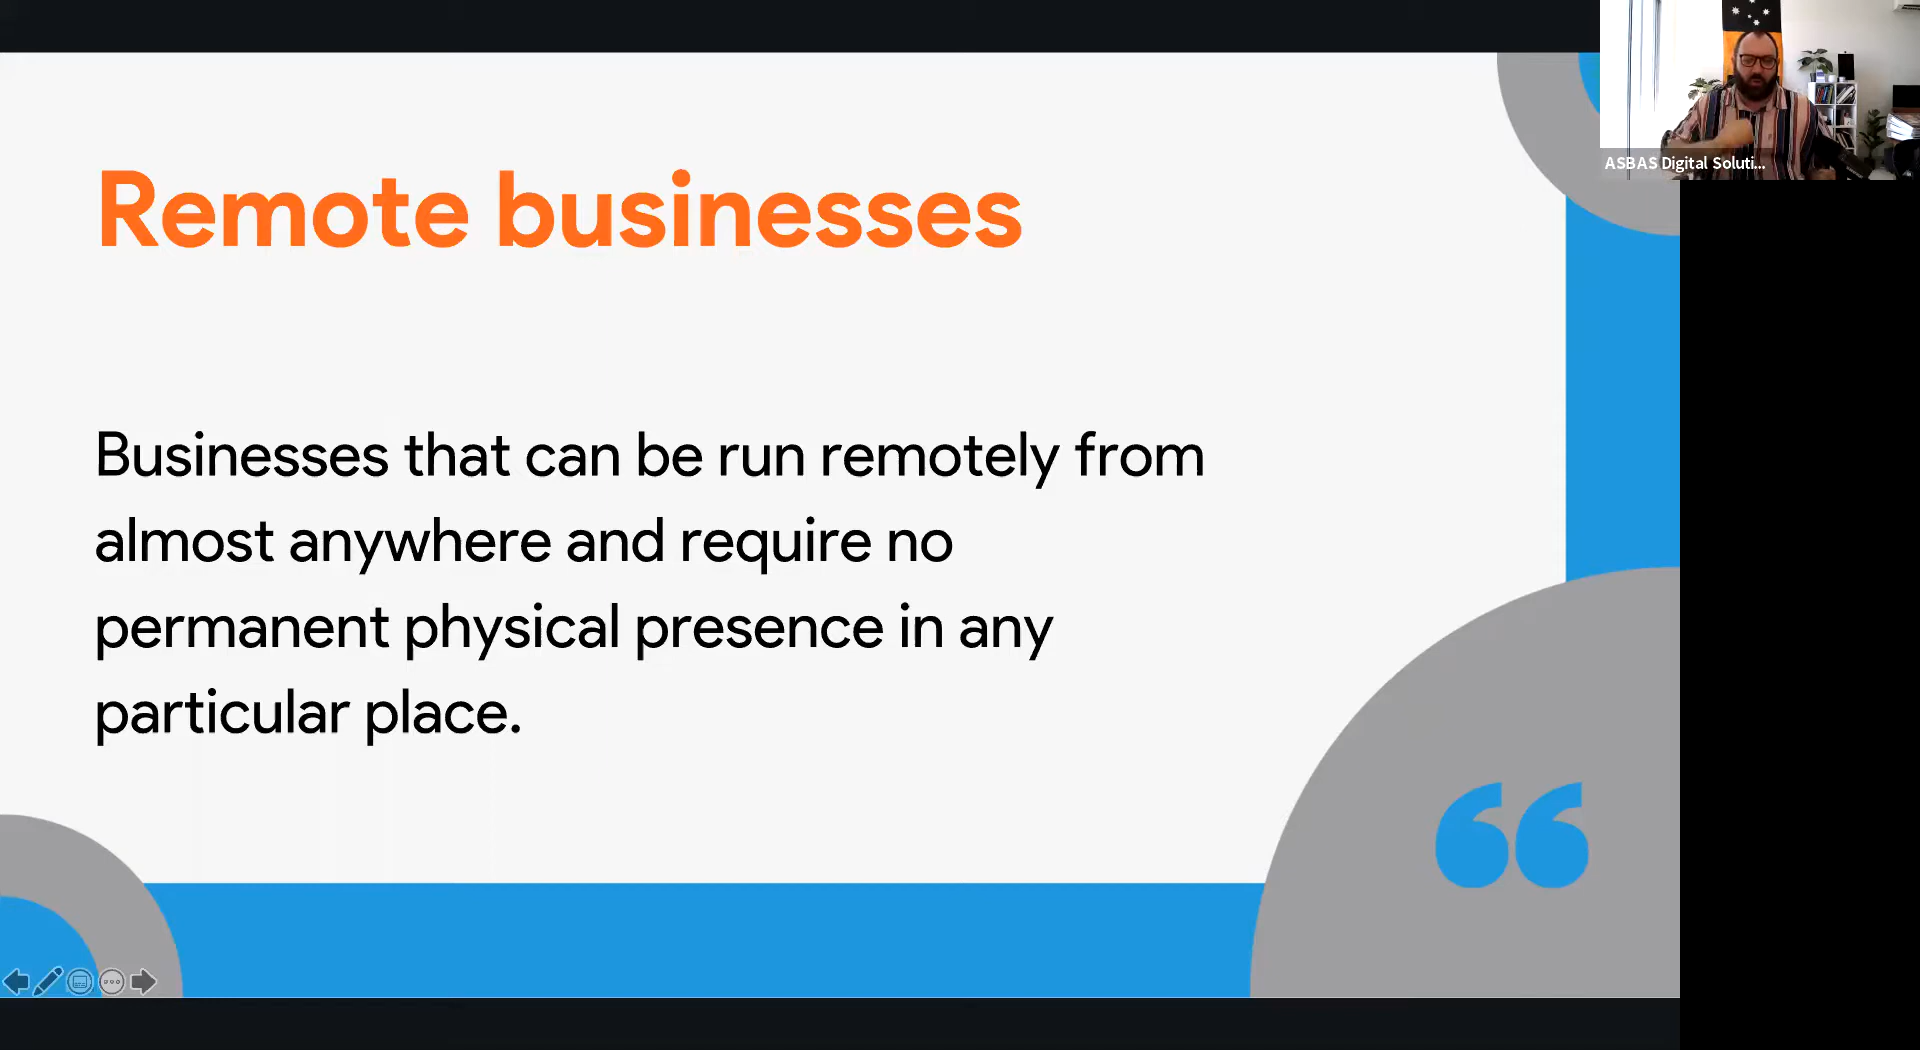 Remote businesses
Businesses that can be run remotely from
almost anywhere and require no
permanent physical presence in any
particular place.
ASBAS Digital Soluti...